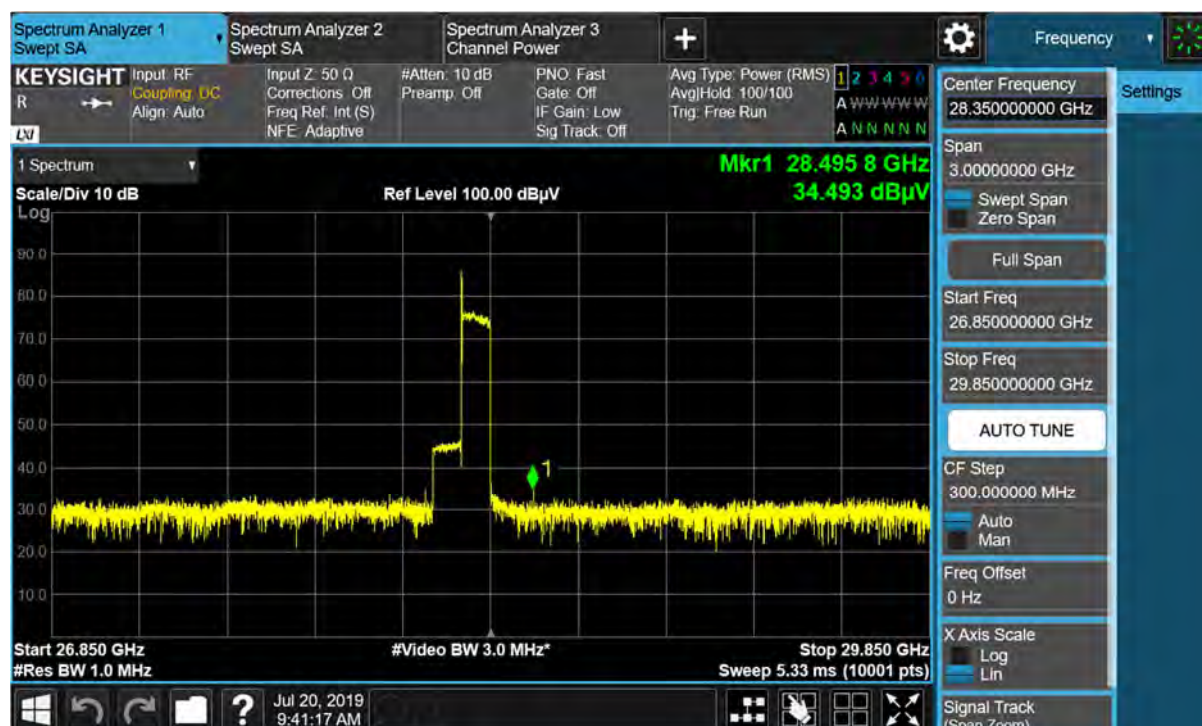 Spectrum Analyzer 1
Swept SA
Spectrum Analyzer 2
Swept SA
Spectrum Analyzer 3
Channel Power
+
Frequency
KEYSIGHT
R
LXI
Input: RF
Coupling: DC
Align: Auto
Input Z: 50 Ω
Corrections: Off
Freq Ref: Int (S)
NFE: Adaptive
#Atten: 10 dB
Preamp: Off
PNO: Fast
Gate: Off
IF Gain: Low
Sig Track: Off
Avg Type: Power (RMS)
Avg|Hold: 100/100
Trig: Free Run
1 2 3 4 5 6
A W W W W W
A N N N N N
Center Frequency
28.350000000 GHz
Settings
Span
3.00000000 GHz
Swept Span
Zero Span
Full Span
Start Freq
26.850000000 GHz
Stop Freq
29.850000000 GHz
AUTO TUNE
CF Step
300.000000 MHz
Auto
Man
Freq Offset
0 Hz
X Axis Scale
Log
Lin
Signal Track
(Span Zoom)
1 Spectrum
Scale/Div 10 dB
Ref Level 100.00 dBµV
Mkr1 28.495 8 GHz
34.493 dBµV
Log
90.0
80.0
70.0
60.0
50.0
40.0
30.0
20.0
10.0
1
Start 26.850 GHz
#Res BW 1.0 MHz
#Video BW 3.0 MHz*
Stop 29.850 GHz
Sweep 5.33 ms (10001 pts)
?
Jul 20, 2019
9:41:17 AM